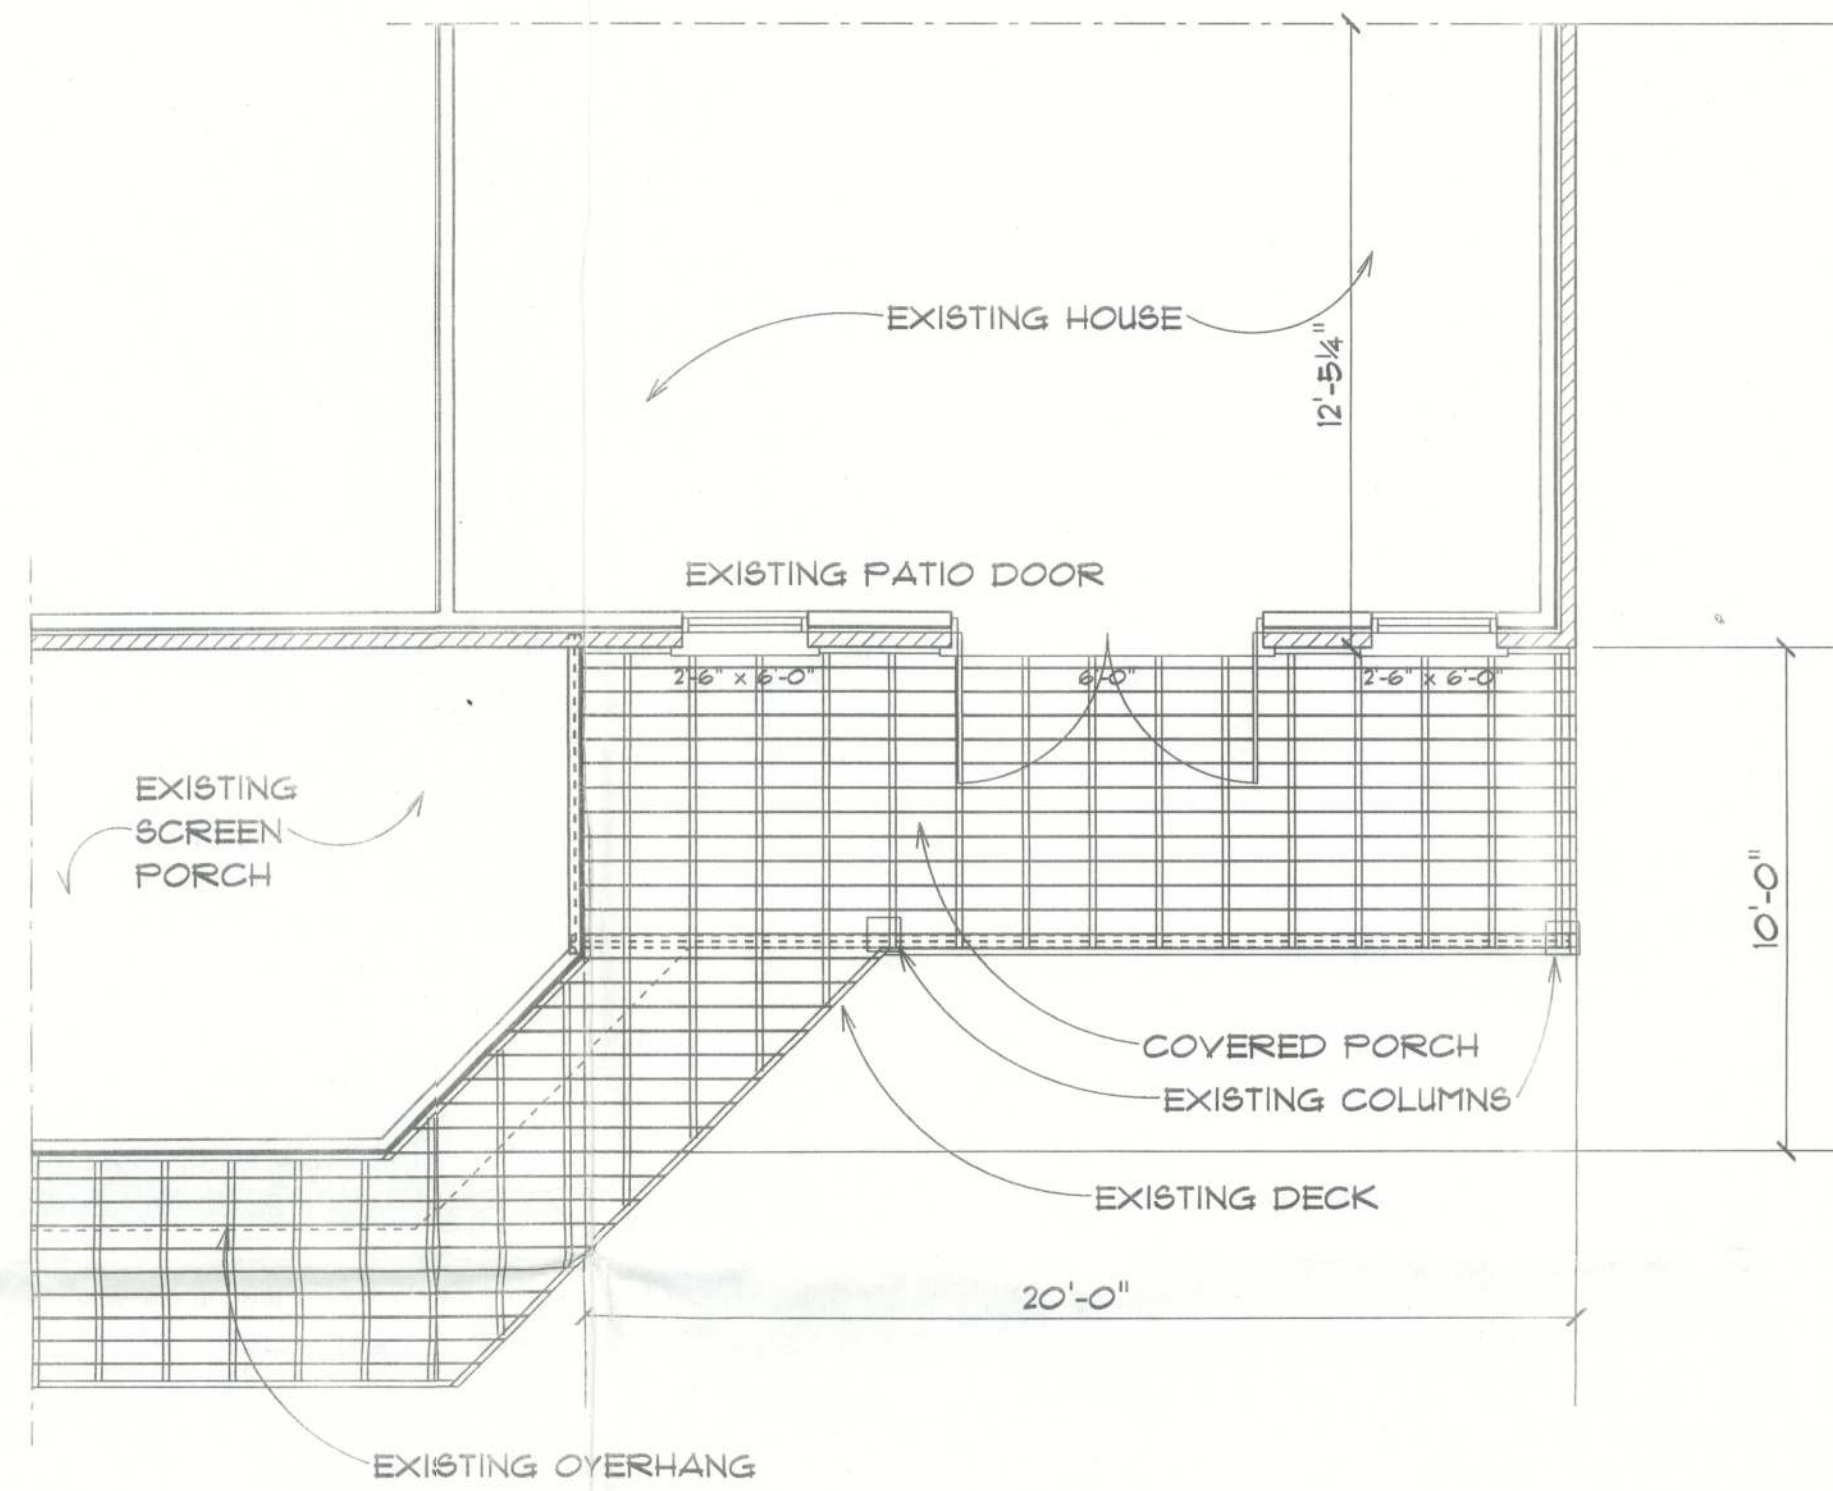 EXISTING HOUSE
12'-5¼"
EXISTING PATIO DOOR
2'-6" x 6'-0"
6'-0"
2'-6" x 6'-0"
EXISTING
SCREEN
PORCH
10'-0"
COVERED PORCH
EXISTING COLUMNS
EXISTING DECK
20'-0"
EXISTING OVERHANG